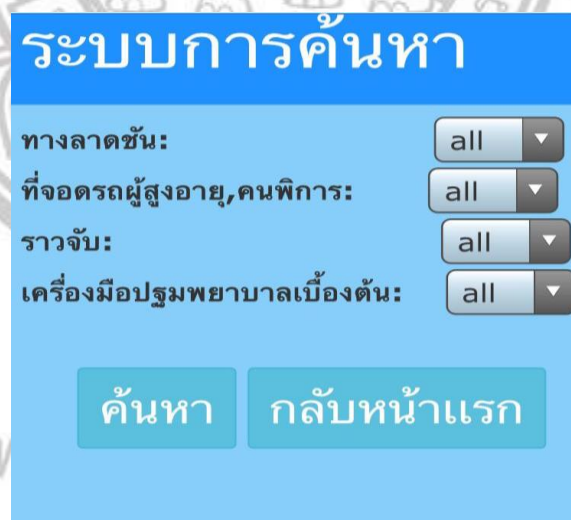 ระบบการค้นหา
ทางลาดชัน: all
ที่จอดรถผู้สูงอายุ,คนพิการ: all
ราวจับ: all
เครื่องมือปฐมพยาบาลเบื้องต้น: all
ค้นหา กลับหน้าแรก